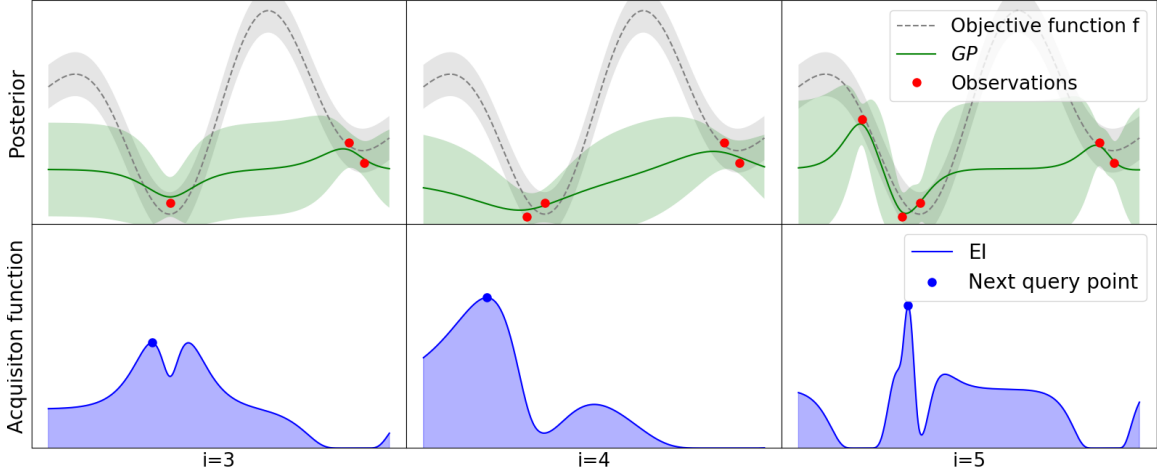 Posterior
Objective function f
GP
Observations
Acquisiton function
EI
Next query point
i=3
i=4
i=5